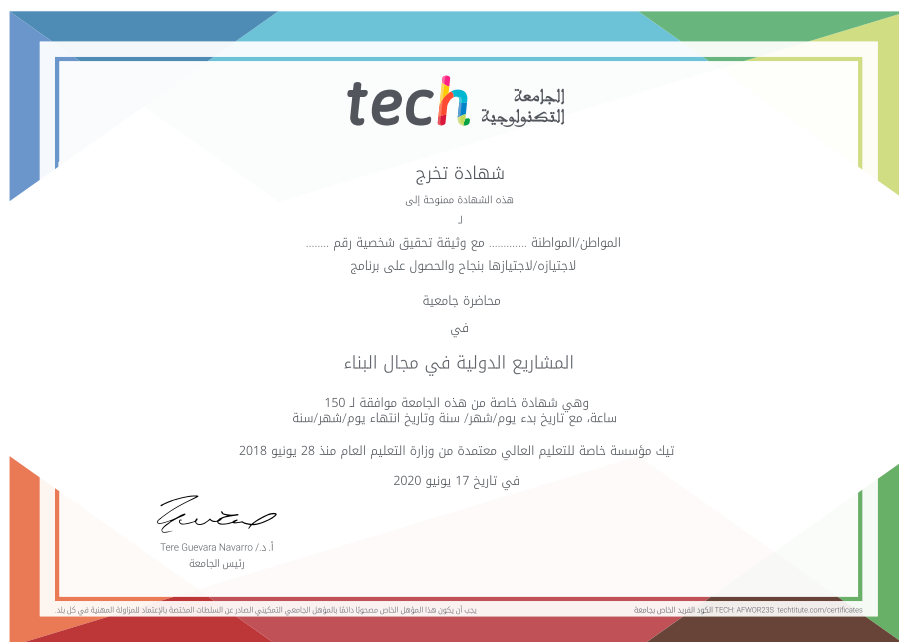 tech الجامعة
التكنولوجية
شهادة تخرج
هذه الشهادة ممنوحة إلى
لـ
المواطن/المواطنة ............. مع وثيقة تحقيق شخصية رقم ........
لاجتيازه/لاجتيازها بنجاح والحصول على برنامج
محاضرة جامعية
في
المشاريع الدولية في مجال البناء
وهي شهادة خاصة من هذه الجامعة موافقة لـ 150
ساعة، مع تاريخ بدء يوم/شهر/ سنة وتاريخ انتهاء يوم/شهر/سنة
تيك مؤسسة خاصة للتعليم العالي معتمدة من وزارة التعليم العام منذ 28 يونيو 2018
في تاريخ 17 يونيو 2020
أ. د./ Tere Guevara Navarro
رئيس الجامعة
يجب أن يكون هذا المؤهل الخاص مصحوبًا دائمًا بالمؤهل الجامعي التمكيني الصادر عن السلطات المختصة بالإعتماد للمزاولة المهنية في كل بلد.
الكود الفريد الخاص بجامعة TECH: AFWOR23S techtitute.com/certificates